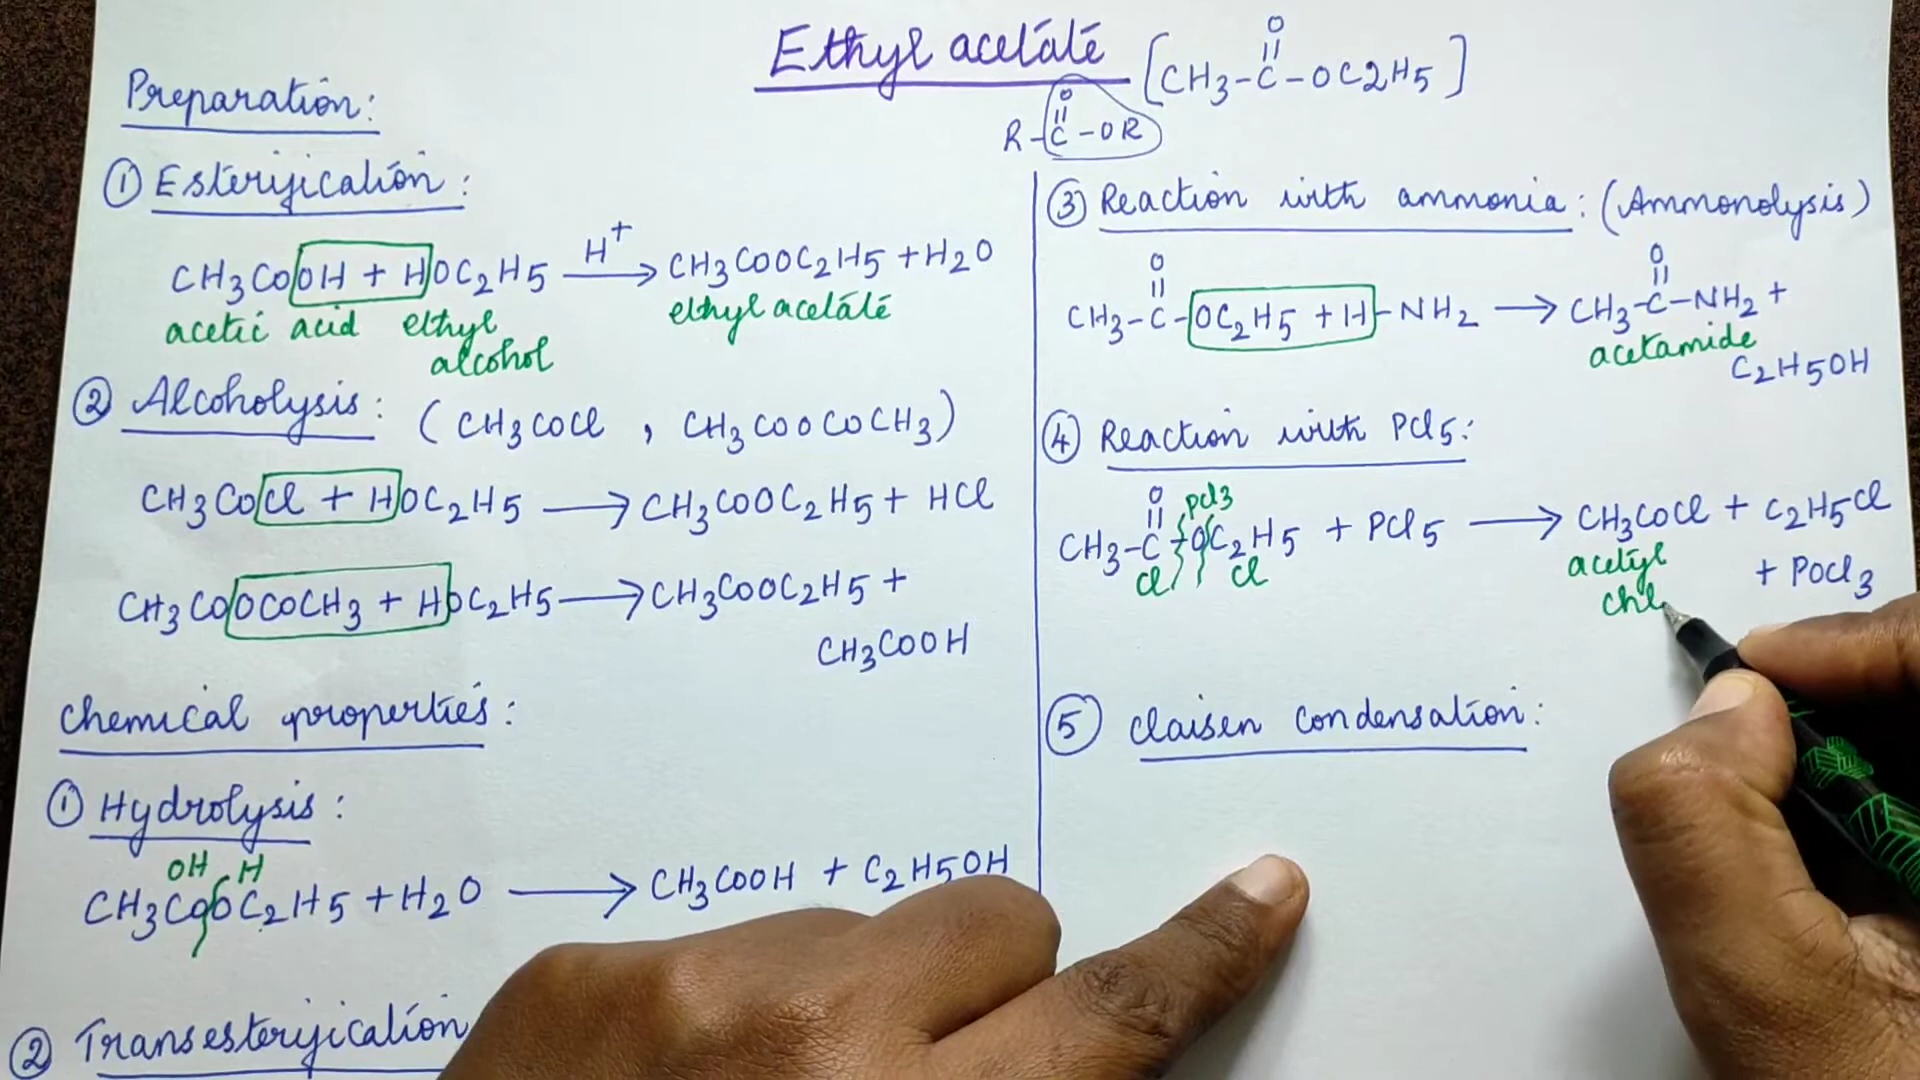 Ethyl acetate [CH3-C-OC2H5]
O
||
R-C-OR
O
||
Preparation:
① Esterification:
H+
CH3COOH + HOC2H5 → CH3COOC2H5 + H2O
acetic acid ethyl alcohol ethyl acetate
② Alcoholysis: (CH3COCl , CH3COOCOCH3)
CH3COCl + HOC2H5 → CH3COOC2H5 + HCl
CH3COOCOCH3 + HOC2H5 → CH3COOC2H5 +
CH3COOH
Chemical properties:
① Hydrolysis:
OH H
CH3COOC2H5 + H2O → CH3COOH + C2H5OH
② Transesterification
③ Reaction with ammonia: (Ammonolysis)
O O
|| ||
CH3-C-OC2H5 + H-NH2 → CH3-C-NH2 +
acetamide
C2H5OH
④ Reaction with PCl5:
O PCl3
||
CH3-C-OC2H5 + PCl5 → CH3COCl + C2H5Cl
Cl Cl acetyl
+ POCl3
chl
⑤ Claisen condensation: